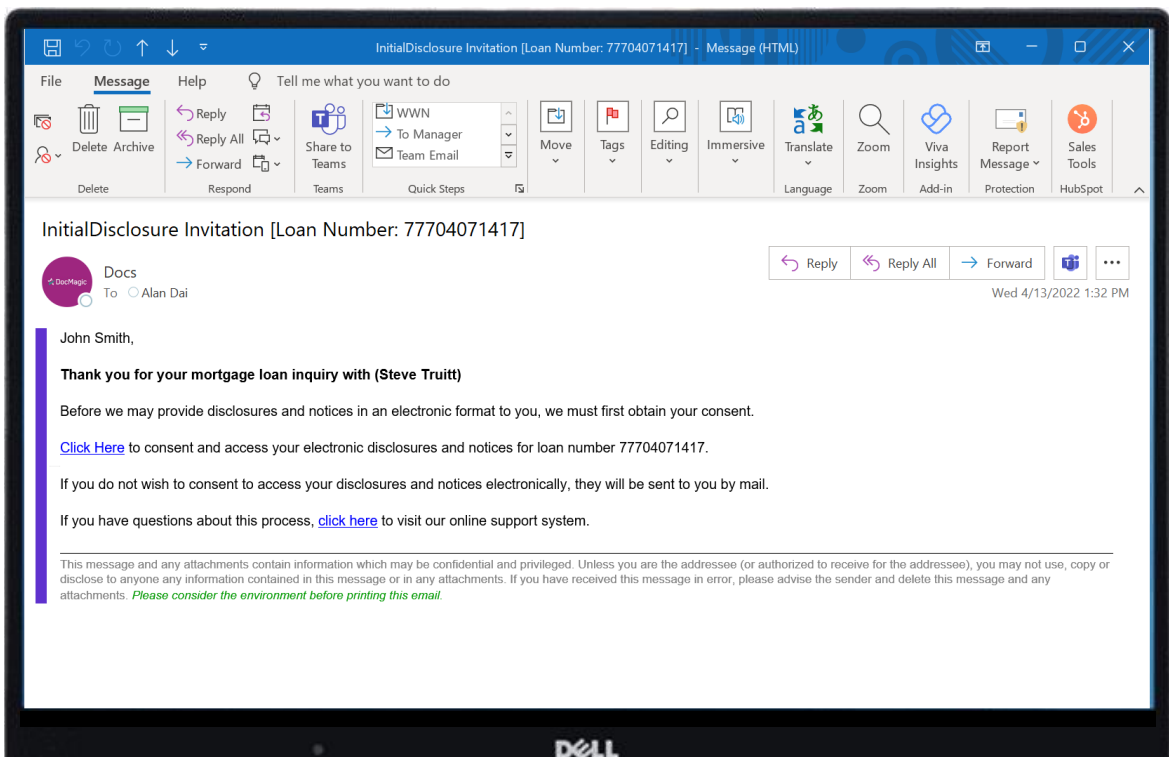 InitialDisclosure Invitation [Loan Number: 77704071417] - Message (HTML)
File Message Help Tell me what you want to do
Delete Archive
Reply
Reply All
Forward
Share to Teams
WWN
To Manager
Team Email
Move
Tags
Editing
Immersive
Translate
Zoom
Viva Insights
Report Message
Sales Tools
Delete Respond Teams Quick Steps Language Zoom Add-in Protection HubSpot
InitialDisclosure Invitation [Loan Number: 77704071417]
DocMagic
Docs
To Alan Dai
Reply Reply All Forward
Wed 4/13/2022 1:32 PM
John Smith,
Thank you for your mortgage loan inquiry with (Steve Truitt)
Before we may provide disclosures and notices in an electronic format to you, we must first obtain your consent.
Click Here to consent and access your electronic disclosures and notices for loan number 77704071417.
If you do not wish to consent to access your disclosures and notices electronically, they will be sent to you by mail.
If you have questions about this process, click here to visit our online support system.
This message and any attachments contain information which may be confidential and privileged. Unless you are the addressee (or authorized to receive for the addressee), you may not use, copy or
disclose to anyone any information contained in this message or in any attachments. If you have received this message in error, please advise the sender and delete this message and any
attachments. Please consider the environment before printing this email.
DELL